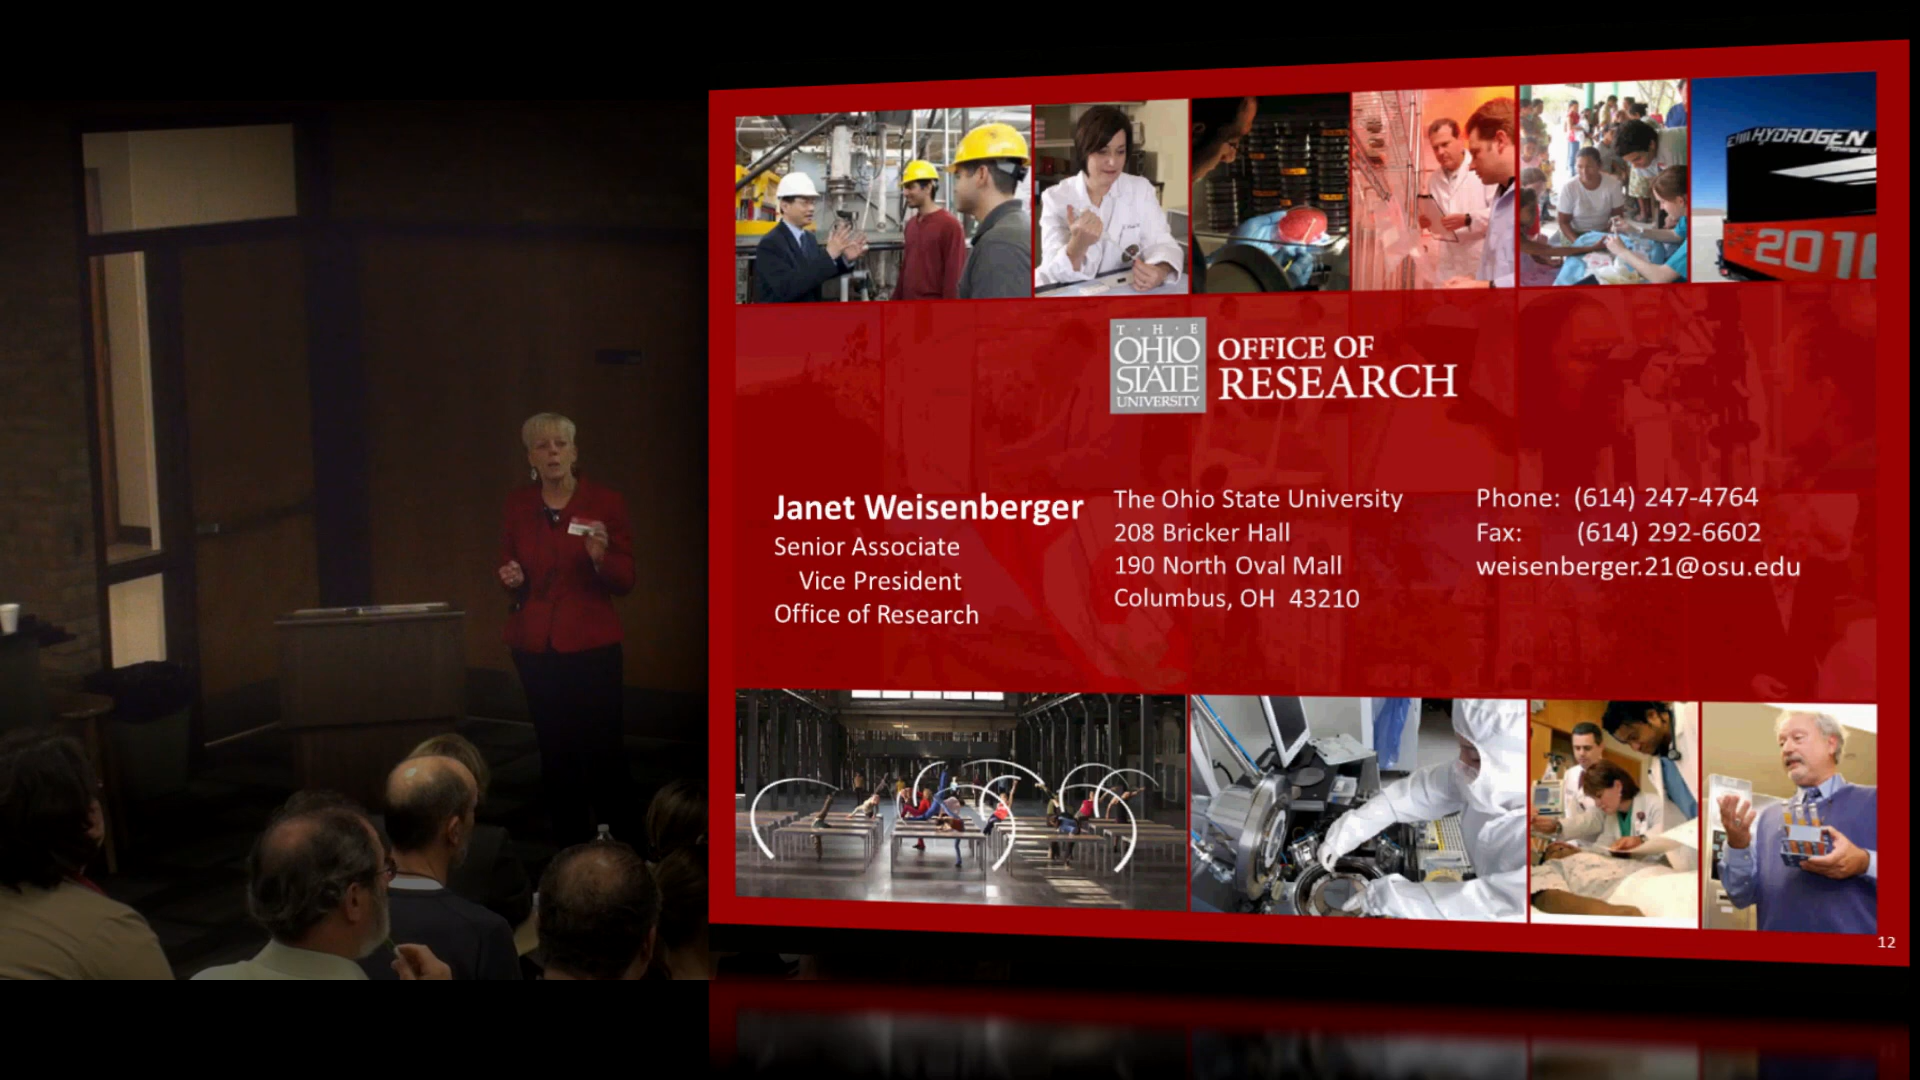 HYDROGEN
Powered
201
T · H · E
OHIO
STATE
UNIVERSITY
OFFICE OF
RESEARCH
Janet Weisenberger
Senior Associate
Vice President
Office of Research
The Ohio State University
208 Bricker Hall
190 North Oval Mall
Columbus, OH 43210
Phone: (614) 247-4764
Fax: (614) 292-6602
weisenberger.21@osu.edu
12